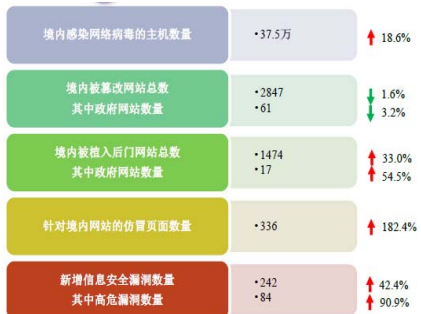 境内感染网络病毒的主机数量
•37.5万
18.6%
境内被篡改网站总数
其中政府网站数量
•2847
•61
1.6%
3.2%
境内被植入后门网站总数
其中政府网站数量
•1474
•17
33.0%
54.5%
针对境内网站的仿冒页面数量
•336
182.4%
新增信息安全漏洞数量
其中高危漏洞数量
•242
•84
42.4%
90.9%